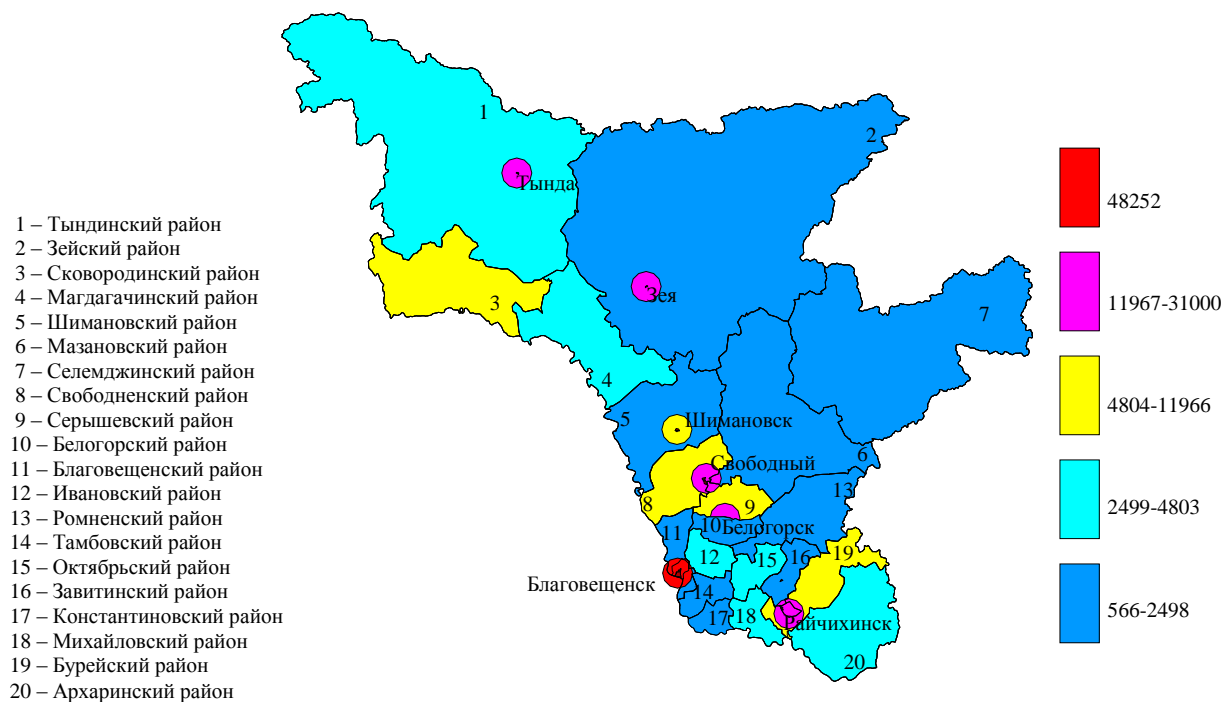 1 – Тындинский район
2 – Зейский район
3 – Сковородинский район
4 – Магдагачинский район
5 – Шимановский район
6 – Мазановский район
7 – Селемджинский район
8 – Свободненский район
9 – Серышевский район
10 – Белогорский район
11 – Благовещенский район
12 – Ивановский район
13 – Ромненский район
14 – Тамбовский район
15 – Октябрьский район
16 – Завитинский район
17 – Константиновский район
18 – Михайловский район
19 – Бурейский район
20 – Архаринский район
1
2
Тында
Зея
3
7
4
5
Шимановск
6
Свободный
13
8
9
10
Белогорск
11
12
15
16
19
Благовещенск
14
17
18
Райчихинск
20
48252
11967-31000
4804-11966
2499-4803
566-2498